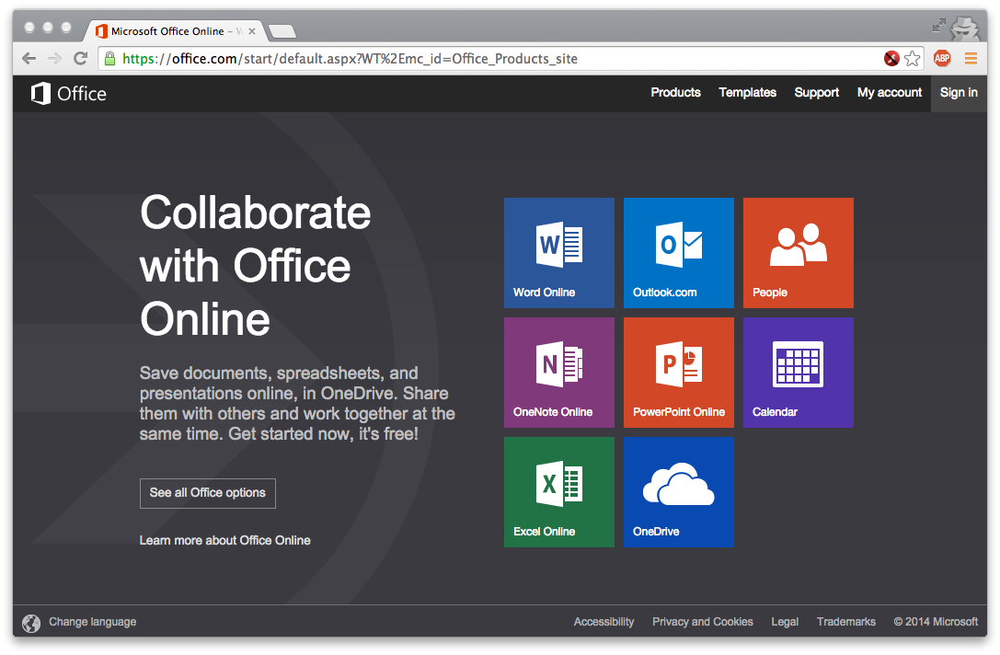 Microsoft Office Online – W
https://office.com/start/default.aspx?WT%2Emc_id=Office_Products_site
ABP
Office
Products
Templates
Support
My account
Sign in
Collaborate
with Office
Online
Save documents, spreadsheets, and
presentations online, in OneDrive. Share
them with others and work together at the
same time. Get started now, it's free!
See all Office options
Learn more about Office Online
W
Word Online
O
Outlook.com
People
N
OneNote Online
P
PowerPoint Online
Calendar
X
Excel Online
OneDrive
Change language
Accessibility
Privacy and Cookies
Legal
Trademarks
© 2014 Microsoft